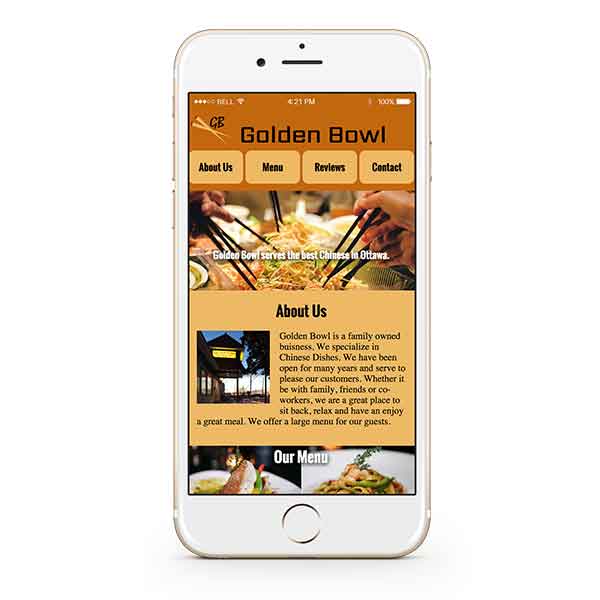 BELL 4:21 PM 100%
GB
Golden Bowl
About Us Menu Reviews Contact
Golden Bowl serves the best Chinese in Ottawa.
About Us
Golden Bowl is a family owned
buisness. We specialize in
Chinese Dishes. We have been
open for many years and serve to
please our customers. Whether it
be with family, friends or co-
workers, we are a great place to
sit back, relax and have an enjoy
a great meal. We offer a large menu for our guests.
Our Menu